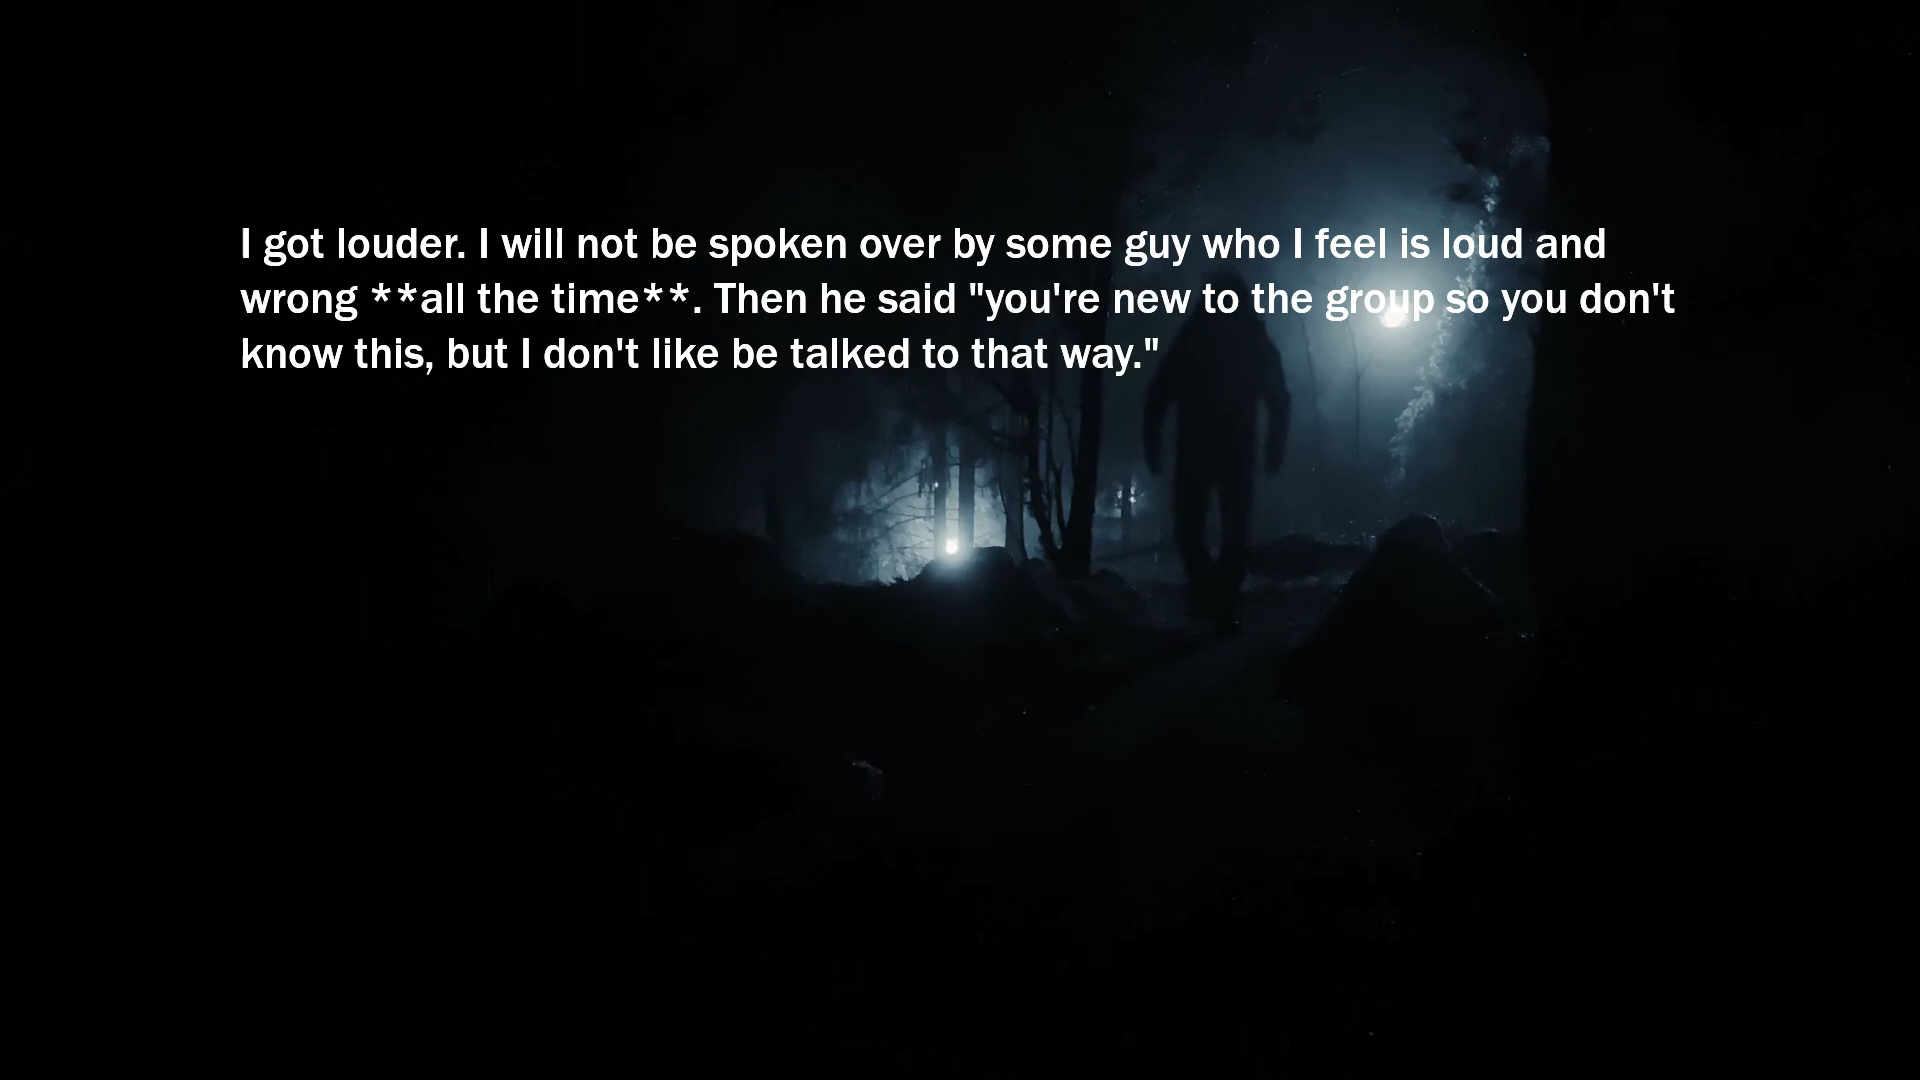 I got louder. I will not be spoken over by some guy who I feel is loud and
wrong **all the time**. Then he said "you're new to the group so you don't
know this, but I don't like be talked to that way."